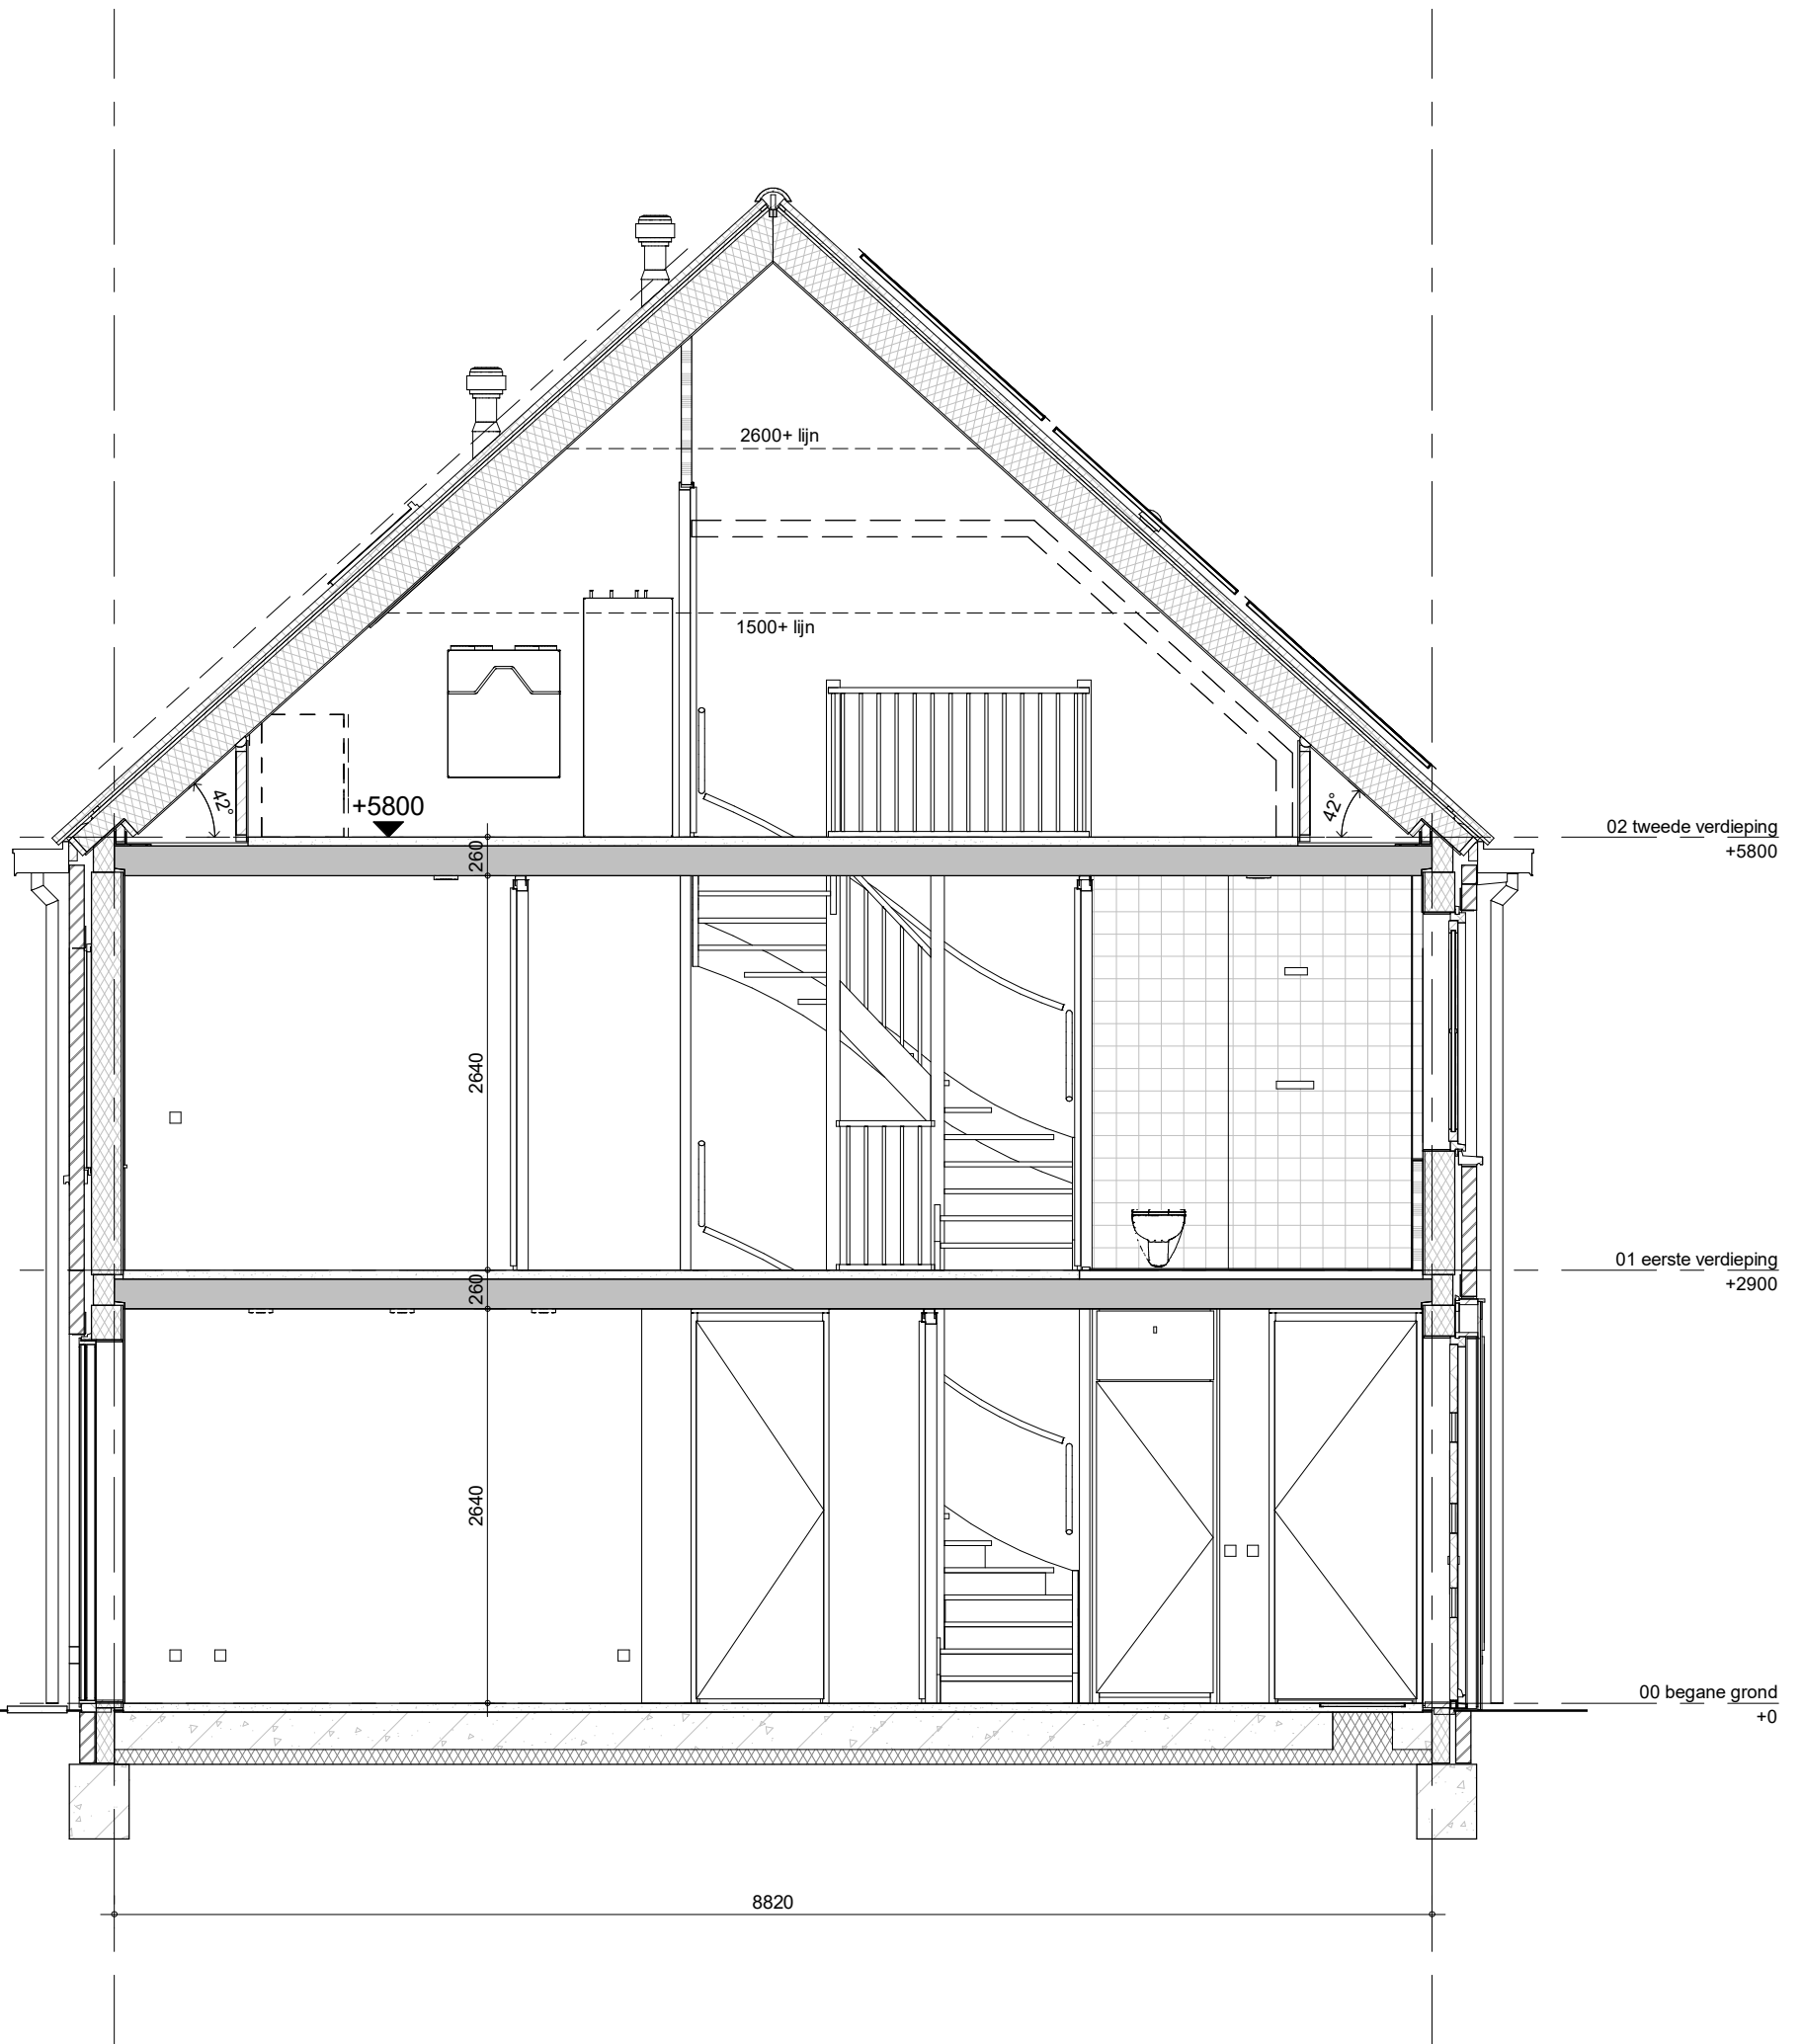 2600+ lijn
1500+ lijn
42°
+5800
42°
02 tweede verdieping
+5800
260
2640
01 eerste verdieping
+2900
260
2640
00 begane grond
+0
8820